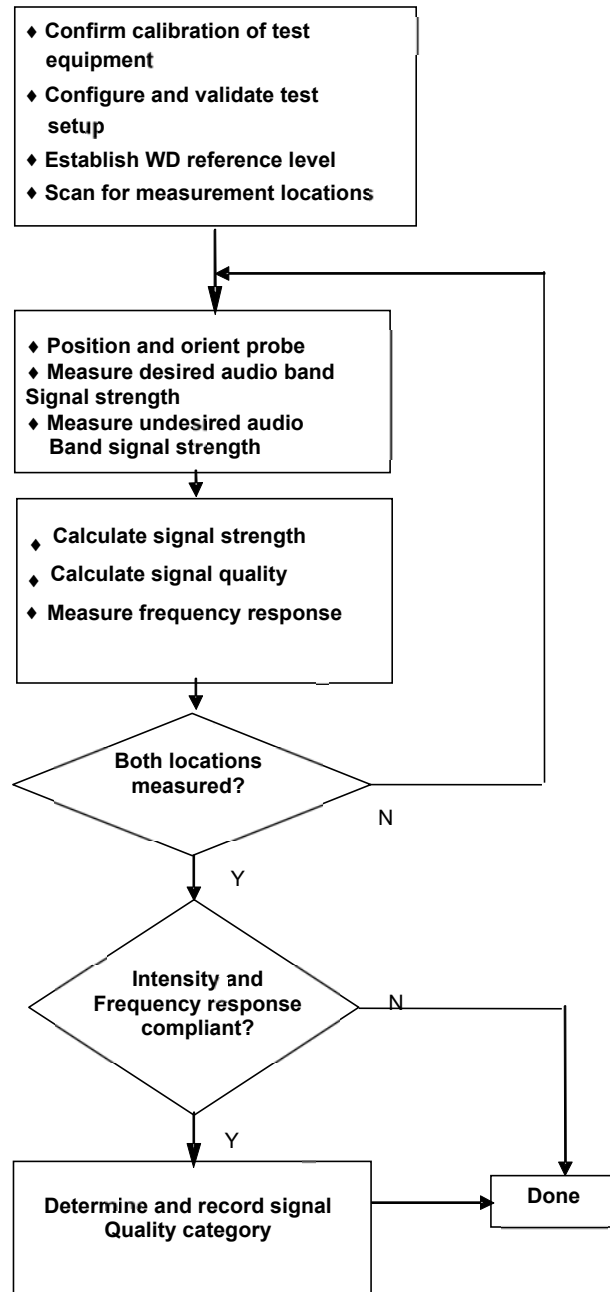 ♦ Confirm calibration of test
equipment
♦ Configure and validate test
setup
♦ Establish WD reference level
♦ Scan for measurement locations
♦ Position and orient probe
♦ Measure desired audio band
Signal strength
♦ Measure undesired audio
Band signal strength
♦ Calculate signal strength
♦ Calculate signal quality
♦ Measure frequency response
Both locations
measured?
N
Y
Intensity and
Frequency response
compliant?
N
Y
Determine and record signal
Quality category
Done